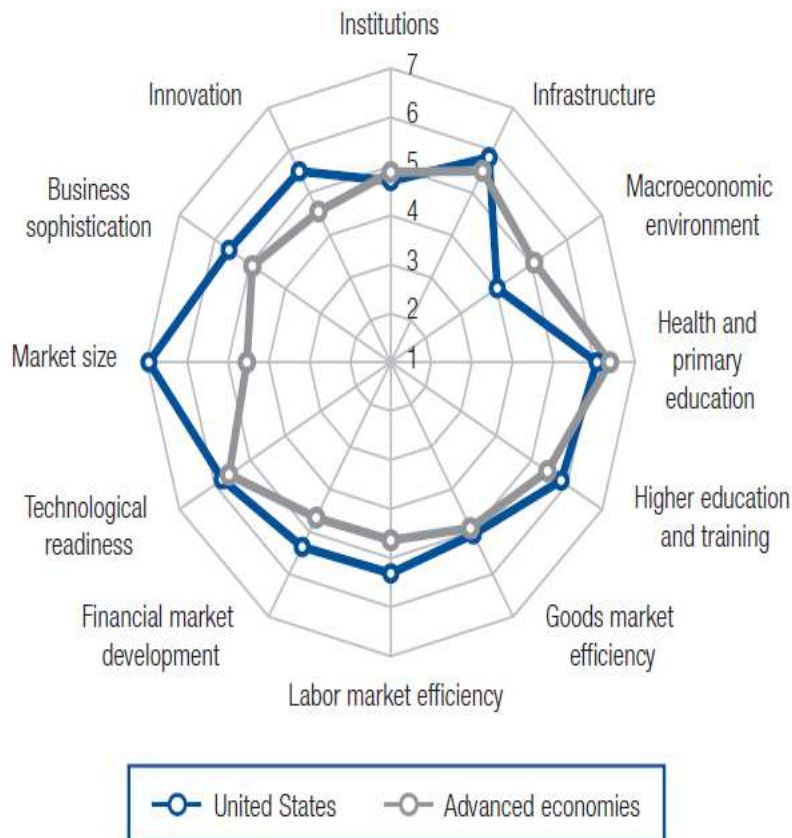 Institutions
7
6
5
4
3
2
1
Infrastructure
Macroeconomic
environment
Health and
primary
education
Higher education
and training
Goods market
efficiency
Labor market efficiency
Financial market
development
Technological
readiness
Market size
Business
sophistication
Innovation
United States
Advanced economies